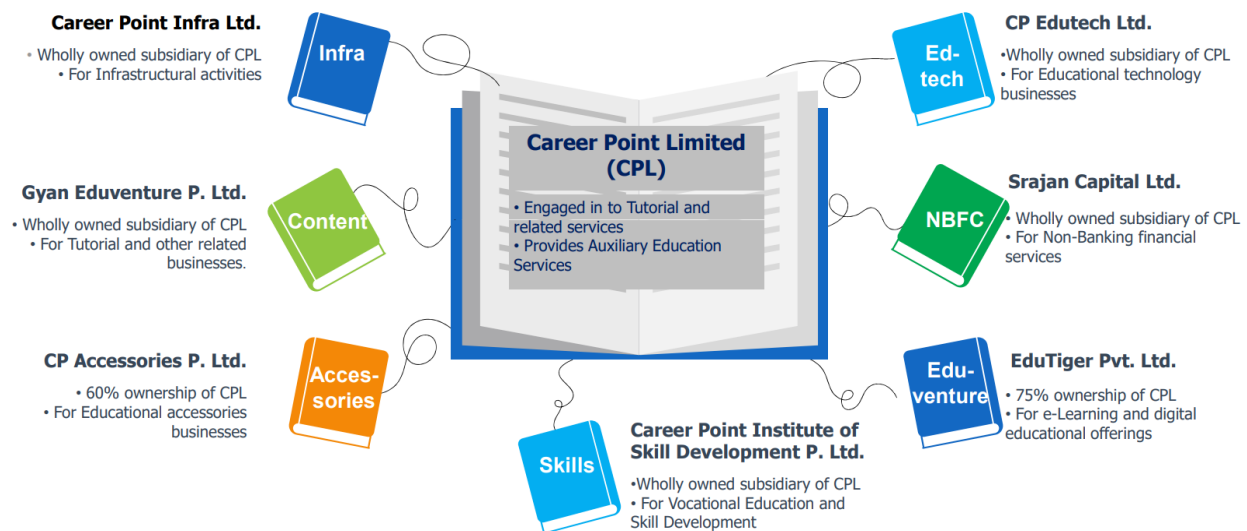 Career Point Infra Ltd.
• Wholly owned subsidiary of CPL
• For Infrastructural activities
Infra
Gyan Eduventure P. Ltd.
• Wholly owned subsidiary of CPL
• For Tutorial and other related
businesses.
Content
CP Accessories P. Ltd.
• 60% ownership of CPL
• For Educational accessories
businesses
Acces-
sories
Career Point Limited
(CPL)
• Engaged in to Tutorial and
related services
• Provides Auxiliary Education
Services
Skills
Career Point Institute of
Skill Development P. Ltd.
•Wholly owned subsidiary of CPL
• For Vocational Education and
Skill Development
Ed-
tech
CP Edutech Ltd.
•Wholly owned subsidiary of CPL
• For Educational technology
businesses
NBFC
Srajan Capital Ltd.
• Wholly owned subsidiary of CPL
• For Non-Banking financial
services
Edu-
venture
EduTiger Pvt. Ltd.
• 75% ownership of CPL
• For e-Learning and digital
educational offerings